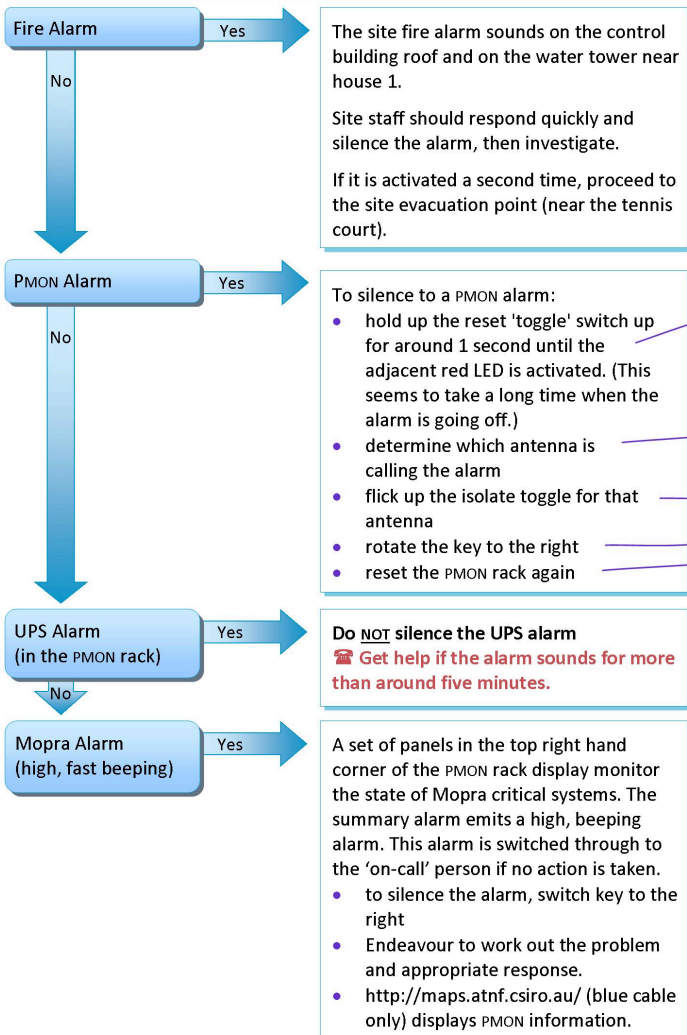 Fire Alarm
Yes
The site fire alarm sounds on the control
building roof and on the water tower near
house 1.
Site staff should respond quickly and
silence the alarm, then investigate.
If it is activated a second time, proceed to
the site evacuation point (near the tennis
court).
No
PMON Alarm
Yes
To silence to a PMON alarm:
• hold up the reset 'toggle' switch up
for around 1 second until the
adjacent red LED is activated. (This
seems to take a long time when the
alarm is going off.)
• determine which antenna is
calling the alarm
• flick up the isolate toggle for that
antenna
• rotate the key to the right
• reset the PMON rack again
No
UPS Alarm
(in the PMON rack)
Yes
Do NOT silence the UPS alarm
☎ Get help if the alarm sounds for more
than around five minutes.
No
Mopra Alarm
(high, fast beeping)
Yes
A set of panels in the top right hand
corner of the PMON rack display monitor
the state of Mopra critical systems. The
summary alarm emits a high, beeping
alarm. This alarm is switched through to
the ‘on-call’ person if no action is taken.
• to silence the alarm, switch key to the
right
• Endeavour to work out the problem
and appropriate response.
• http://maps.atnf.csiro.au/ (blue cable
only) displays PMON information.